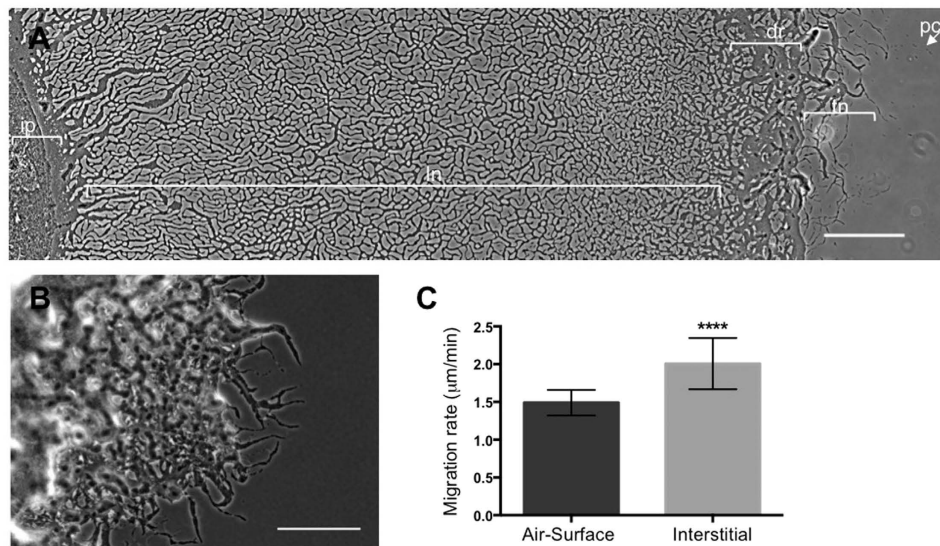 A
dr
pc
ip
fp
ln
B
C
****
Migration rate (μm/min)
2.5
2.0
1.5
1.0
0.5
0.0
Air-Surface
Interstitial